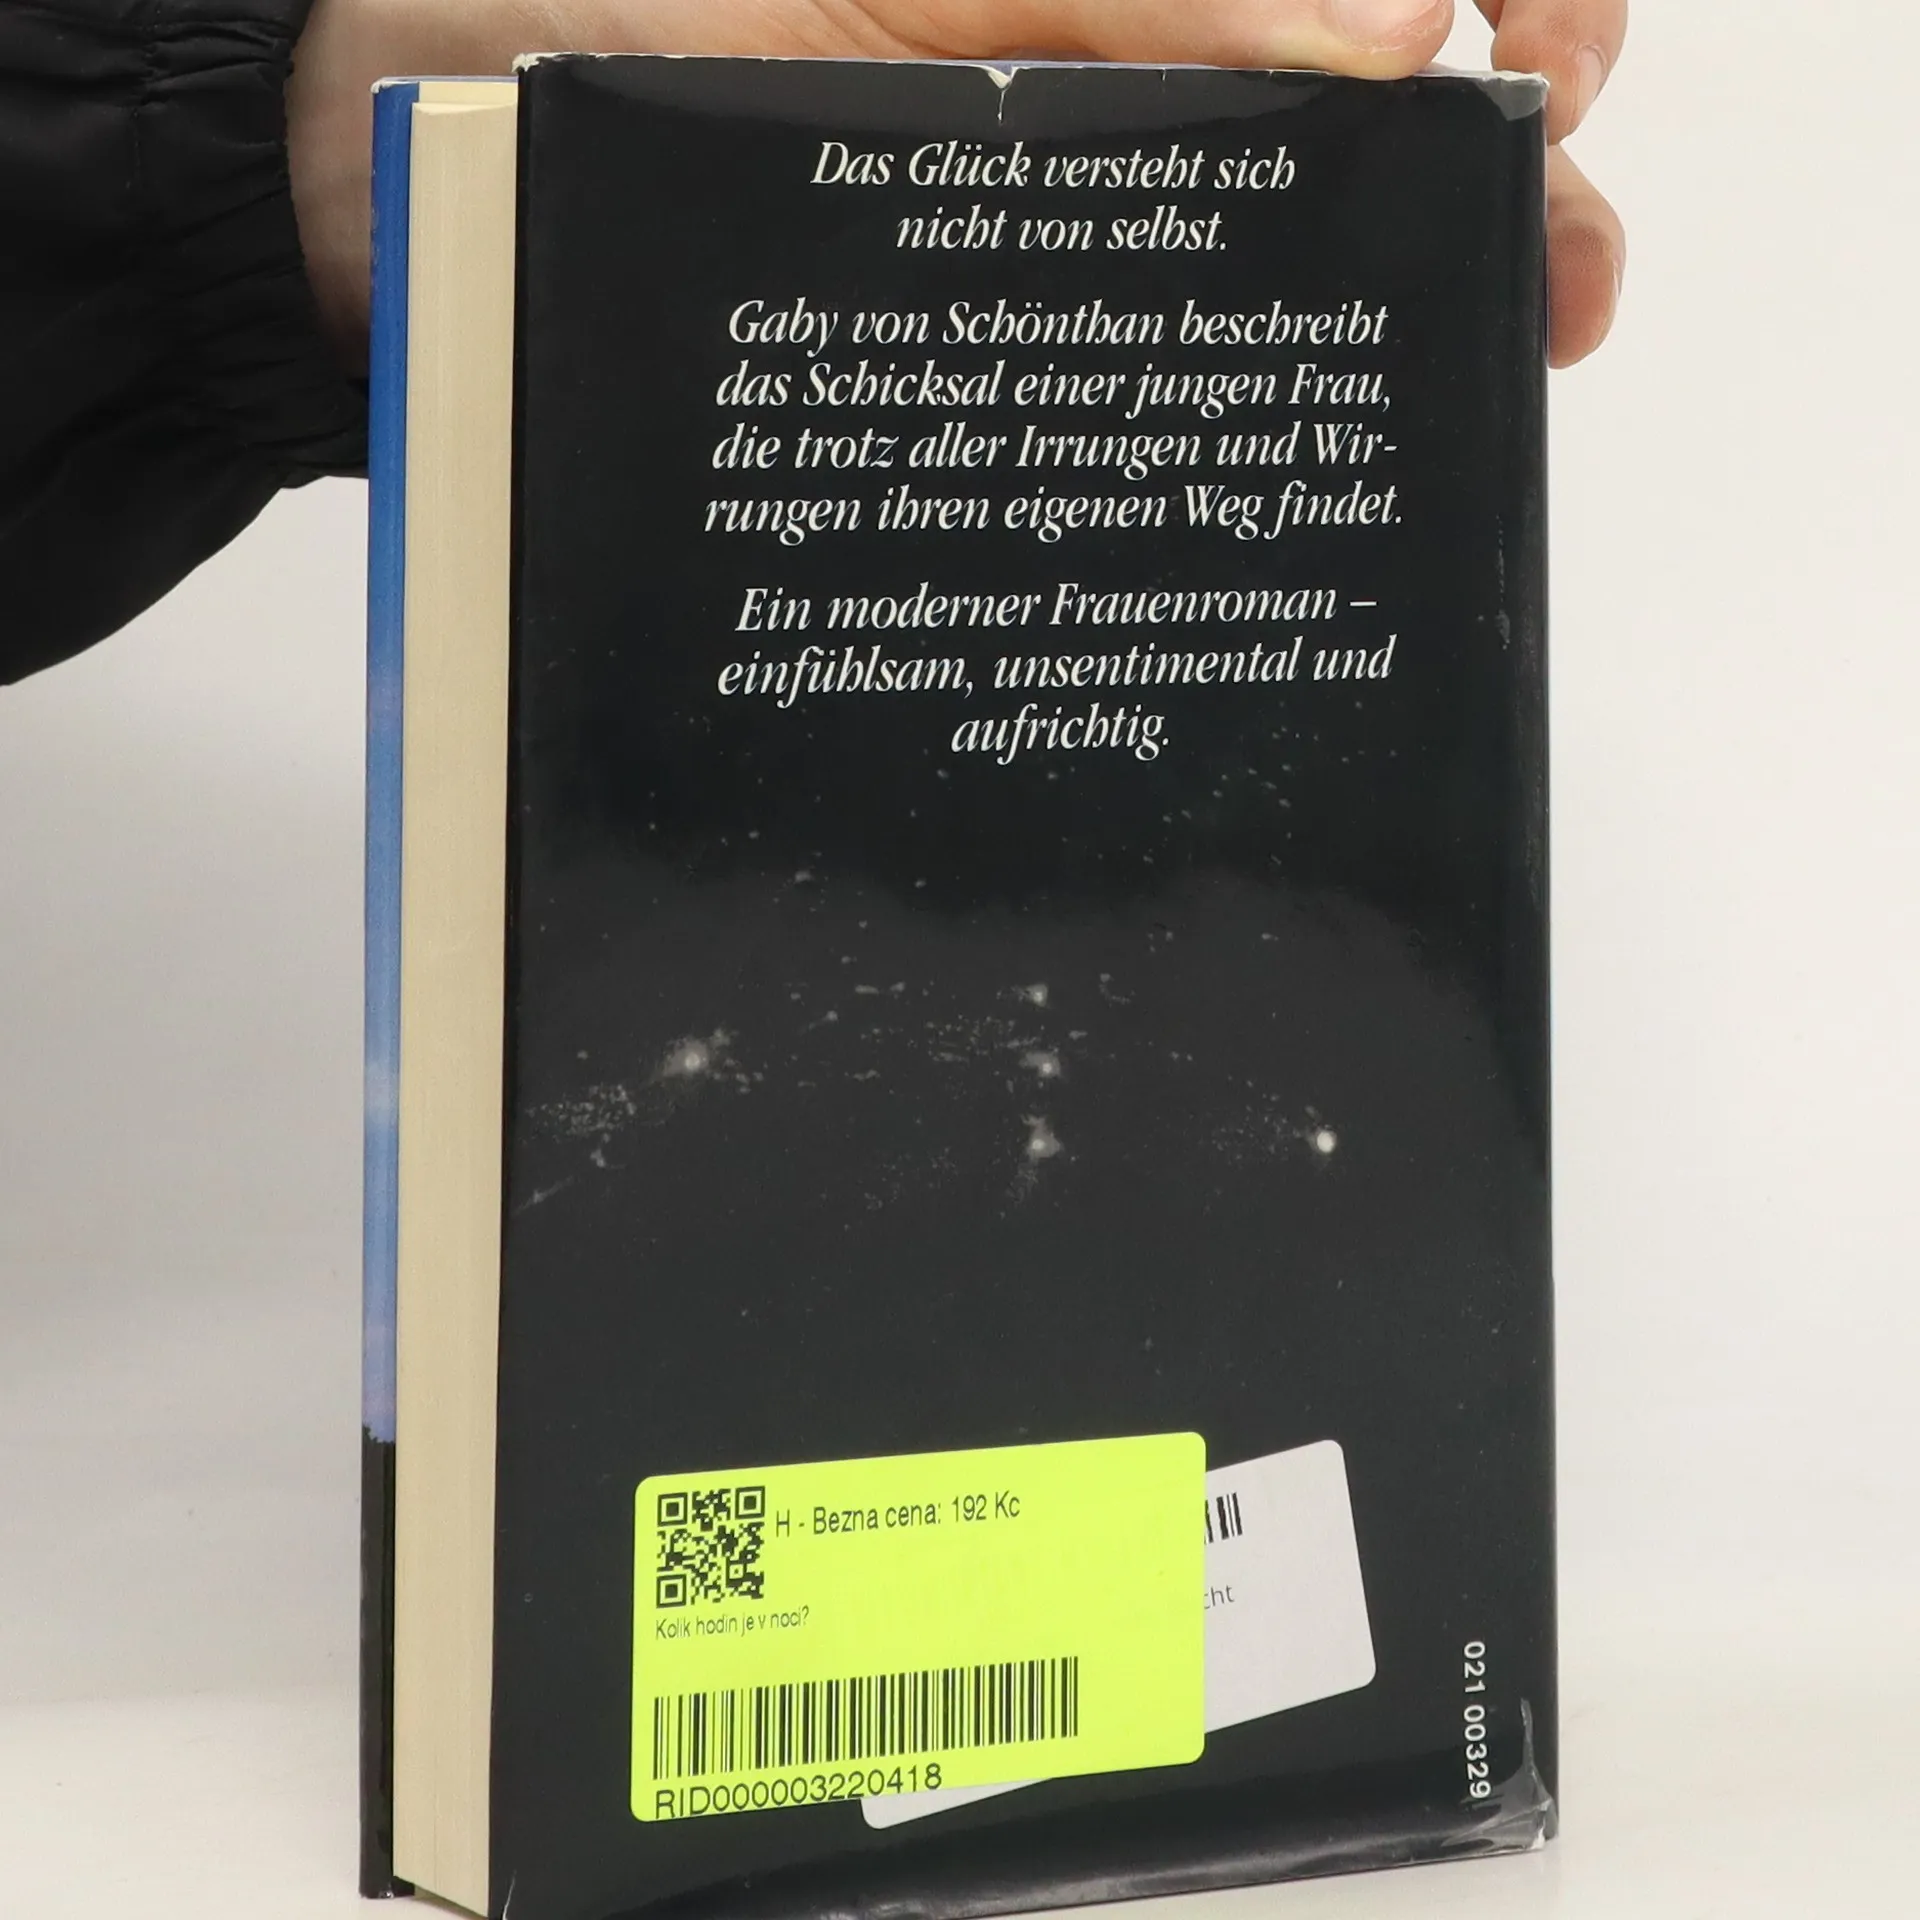 Das Glück versteht sich
nicht von selbst.
Gaby von Schönthan beschreibt
das Schicksal einer jungen Frau,
die trotz aller Irrungen und Wir-
rungen ihren eigenen Weg findet.
Ein moderner Frauenroman –
einfühlsam, unsentimental und
aufrichtig.
H - Bezna cena: 192 Kc
Kolik hodin je v noci?
RID000003220418
cht
021 00329